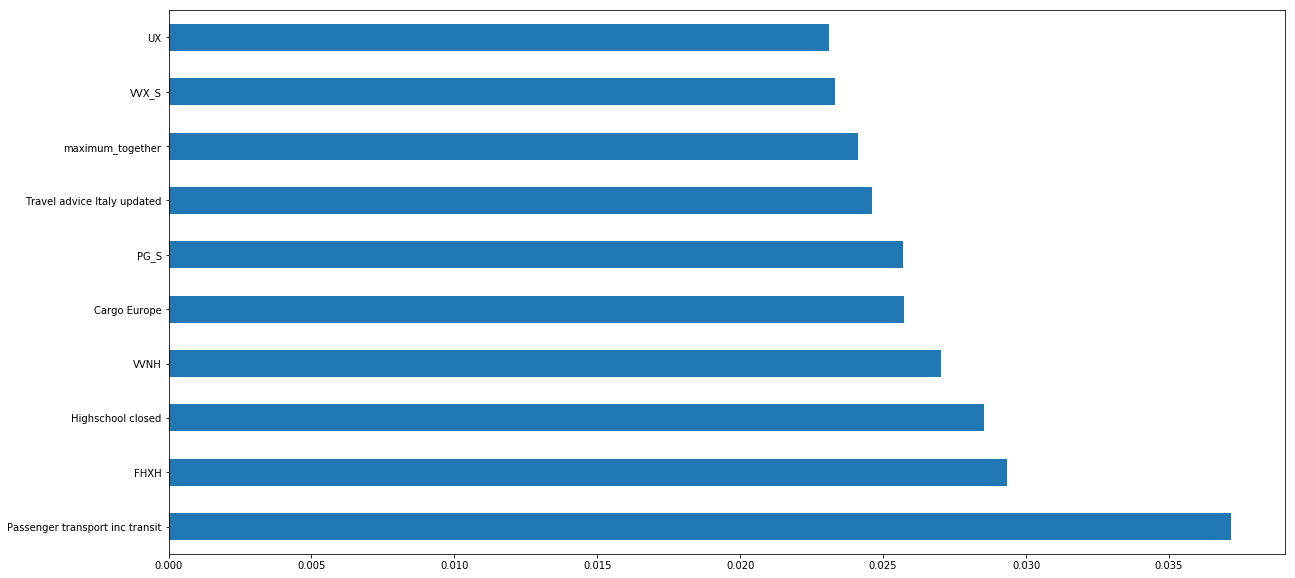 UX
VVX_S
maximum_together
Travel advice Italy updated
PG_S
Cargo Europe
VVNH
Highschool closed
FHXH
Passenger transport inc transit
0.000 0.005 0.010 0.015 0.020 0.025 0.030 0.035